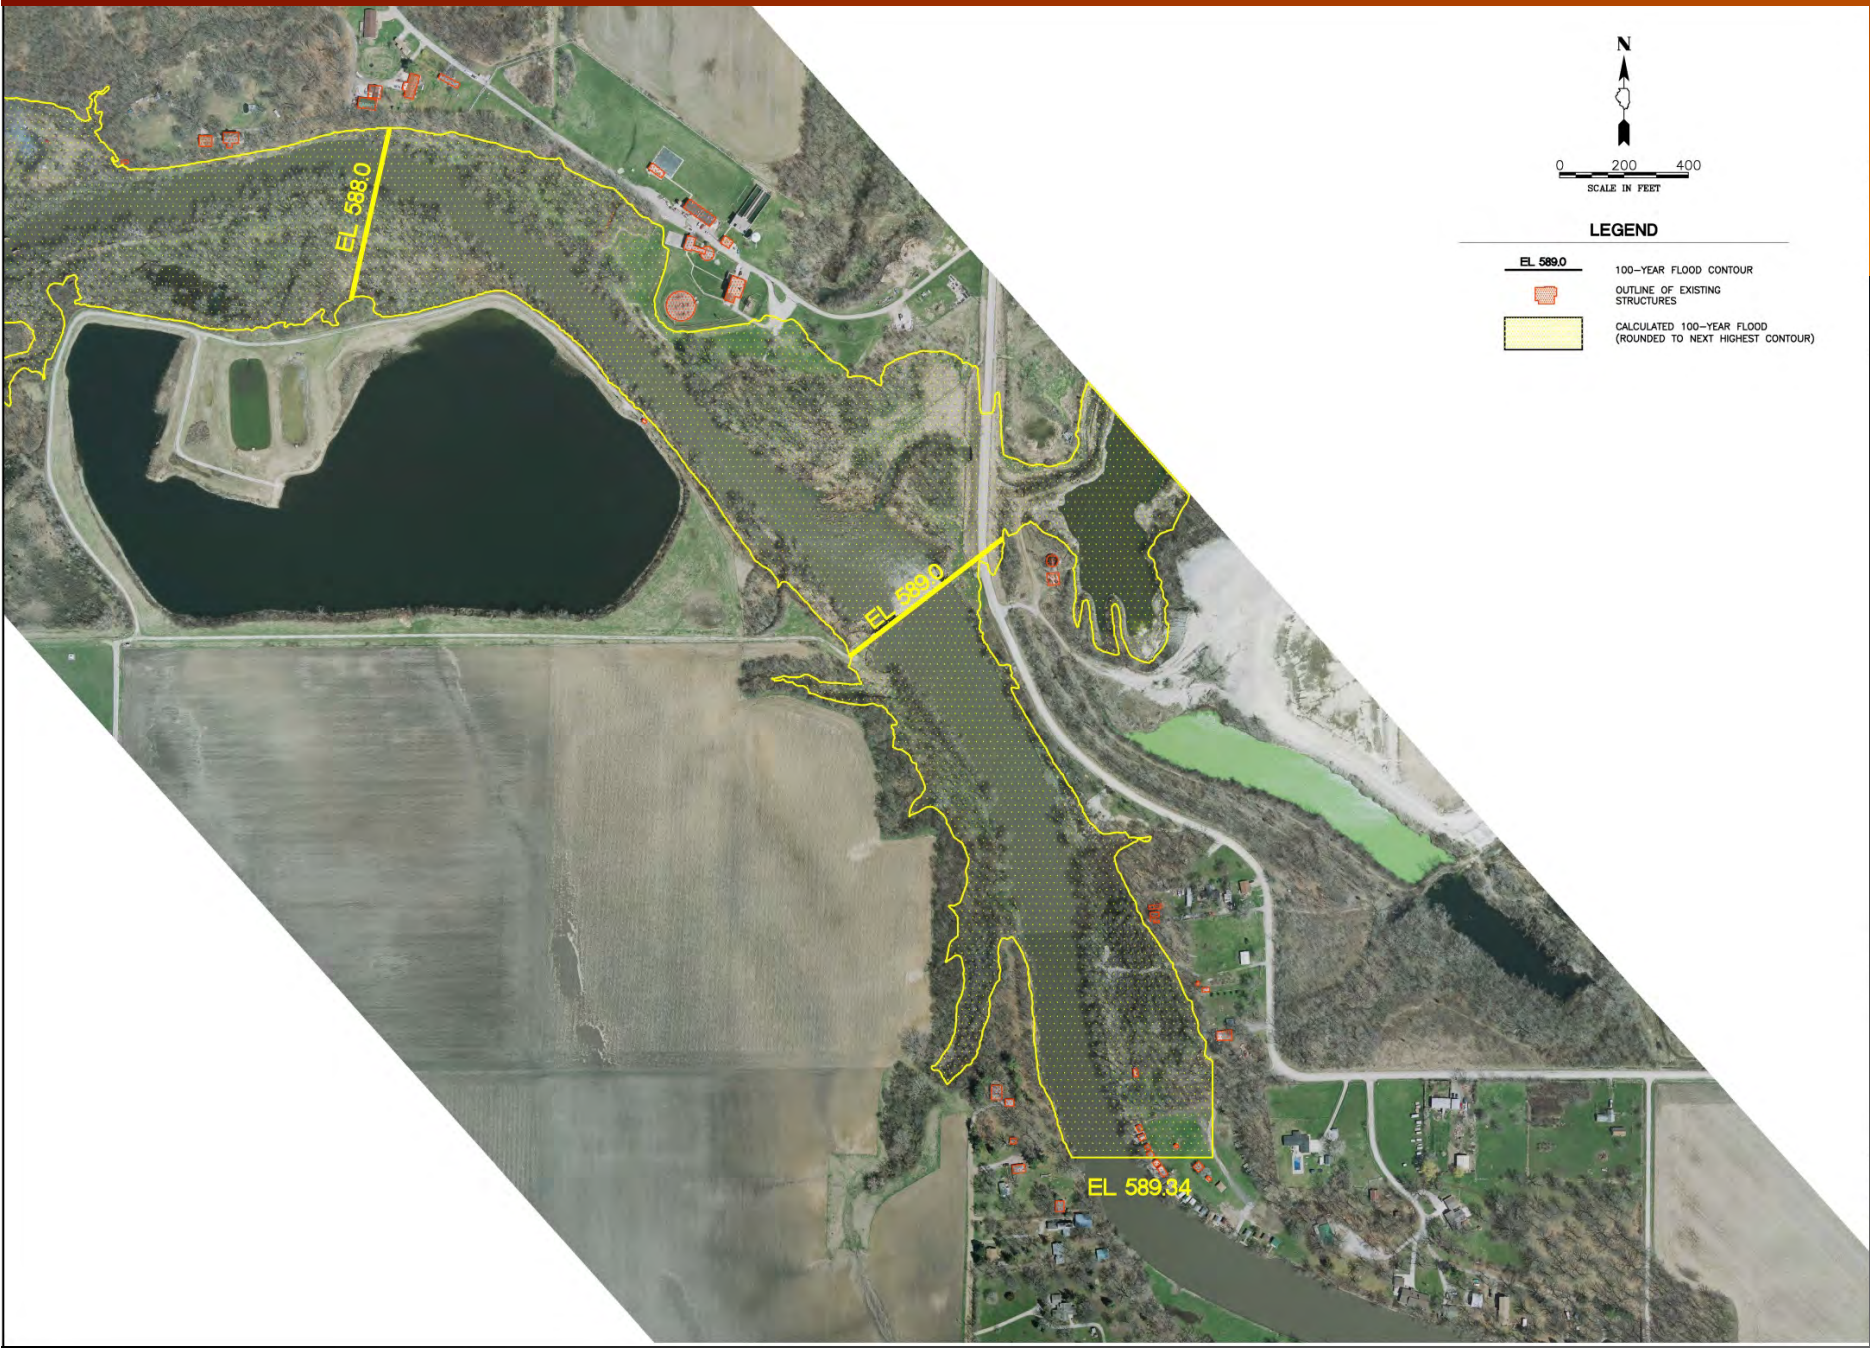 N
0 200 400
SCALE IN FEET
LEGEND
EL 589.0
100-YEAR FLOOD CONTOUR
OUTLINE OF EXISTING
STRUCTURES
CALCULATED 100-YEAR FLOOD
(ROUNDED TO NEXT HIGHEST CONTOUR)
EL 588.0
EL 589.0
EL 589.34